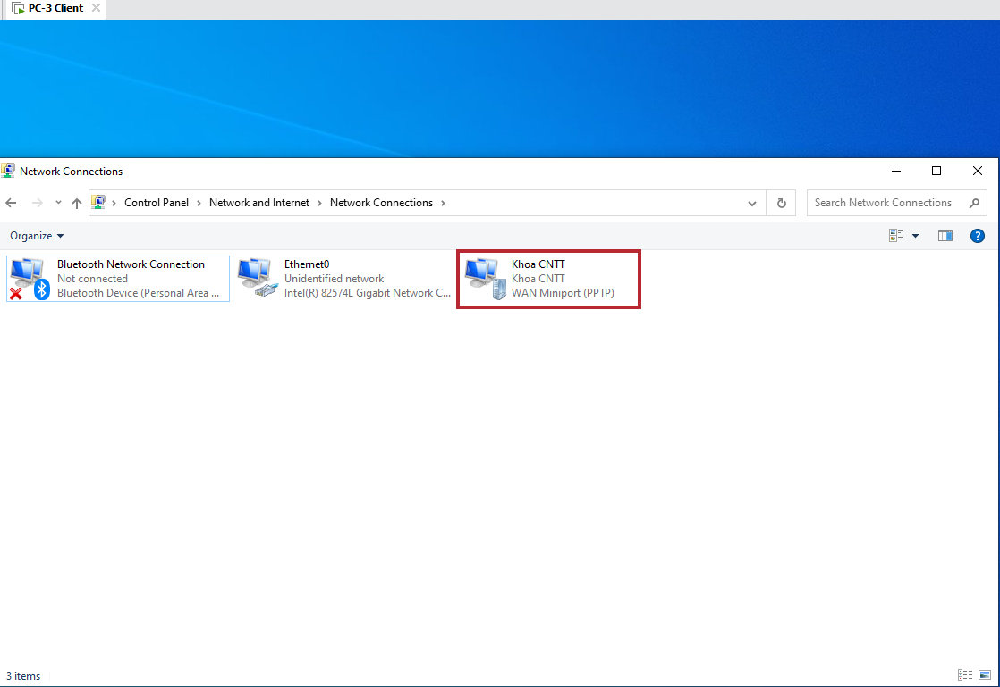 PC-3 Client
Network Connections
Control Panel > Network and Internet > Network Connections >
Search Network Connections
Organize
Bluetooth Network Connection
Not connected
Bluetooth Device (Personal Area ...
Ethernet0
Unidentified network
Intel(R) 82574L Gigabit Network C...
Khoa CNTT
Khoa CNTT
WAN Miniport (PPTP)
3 items